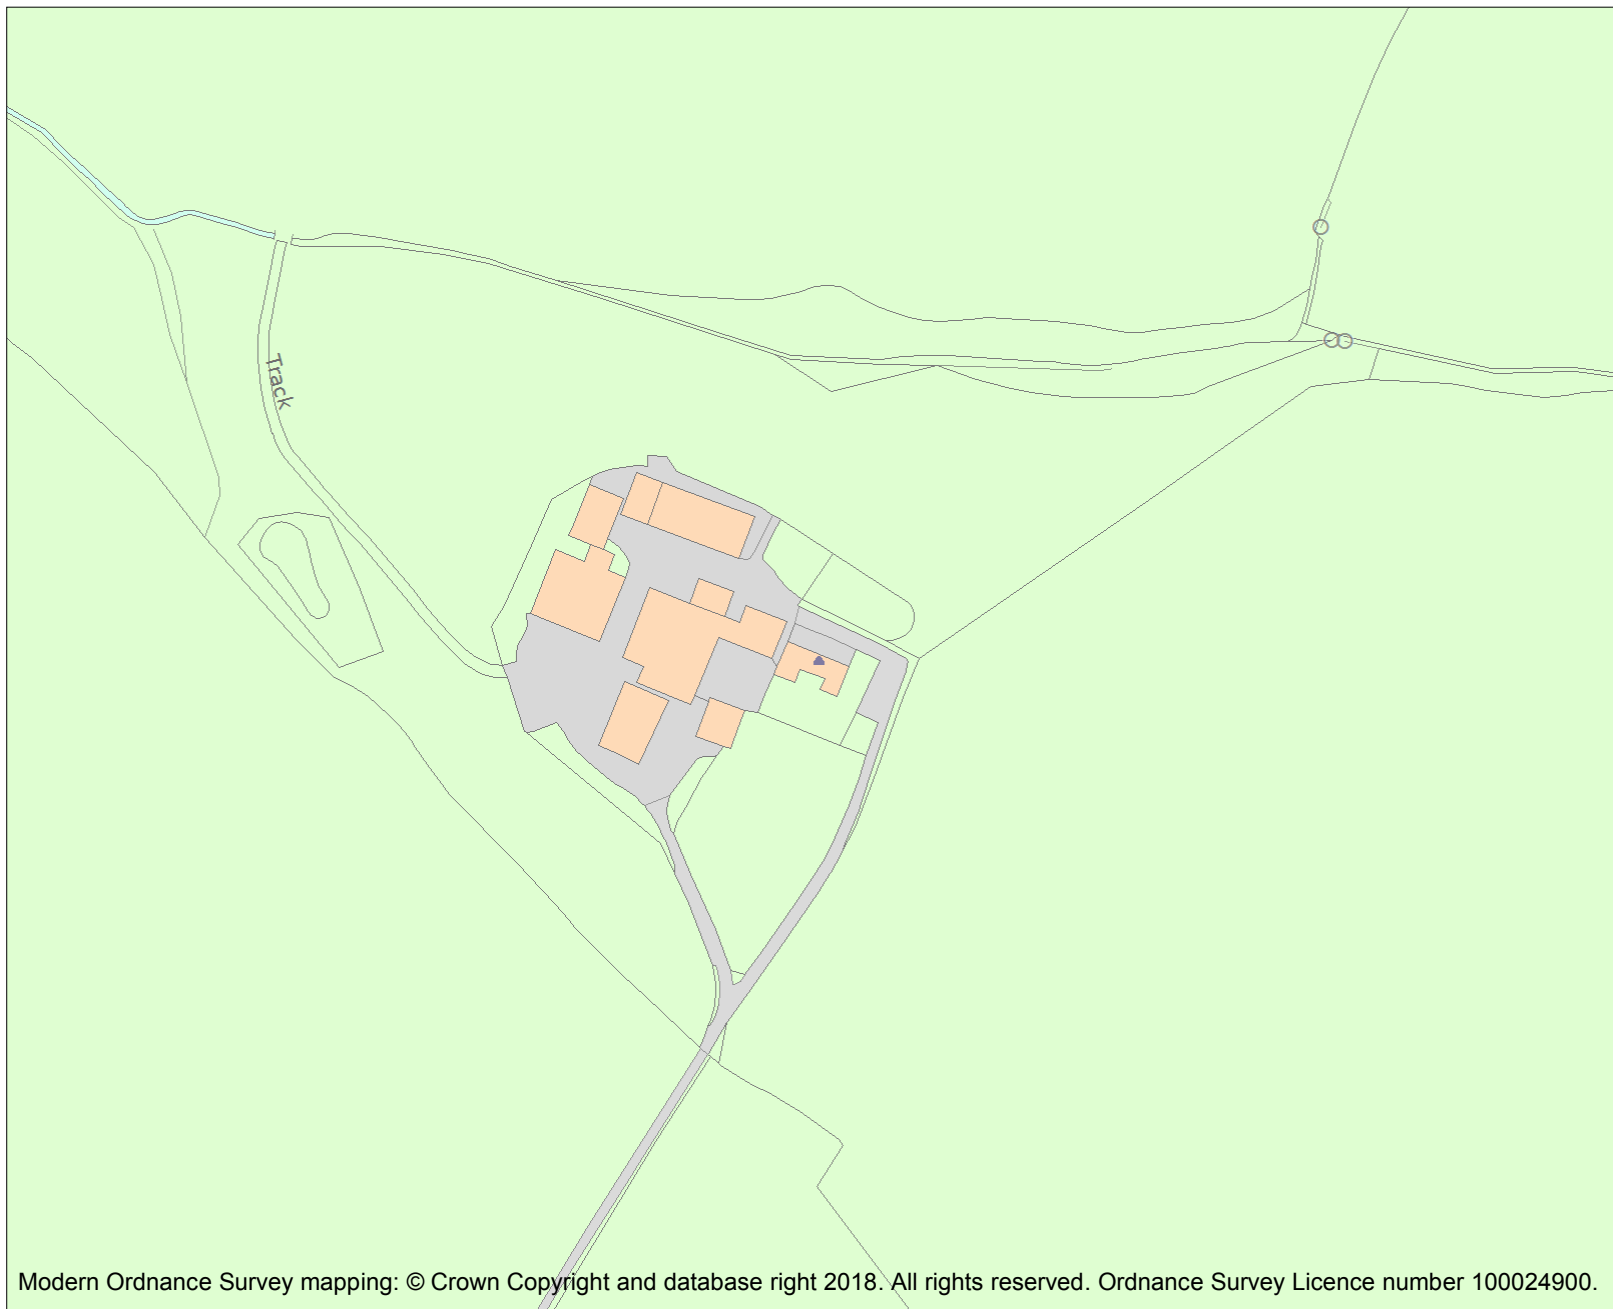 Track
Modern Ordnance Survey mapping: © Crown Copyright and database right 2018. All rights reserved. Ordnance Survey Licence number 100024900.